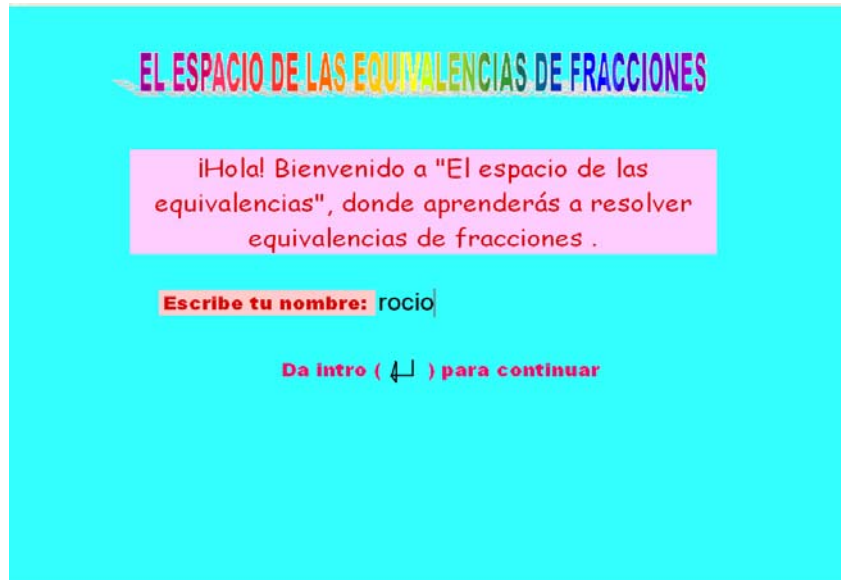 EL ESPACIO DE LAS EQUIVALENCIAS DE FRACCIONES
¡Hola! Bienvenido a "El espacio de las
equivalencias", donde aprenderás a resolver
equivalencias de fracciones .
Escribe tu nombre: rocio
Da intro ( ↵ ) para continuar